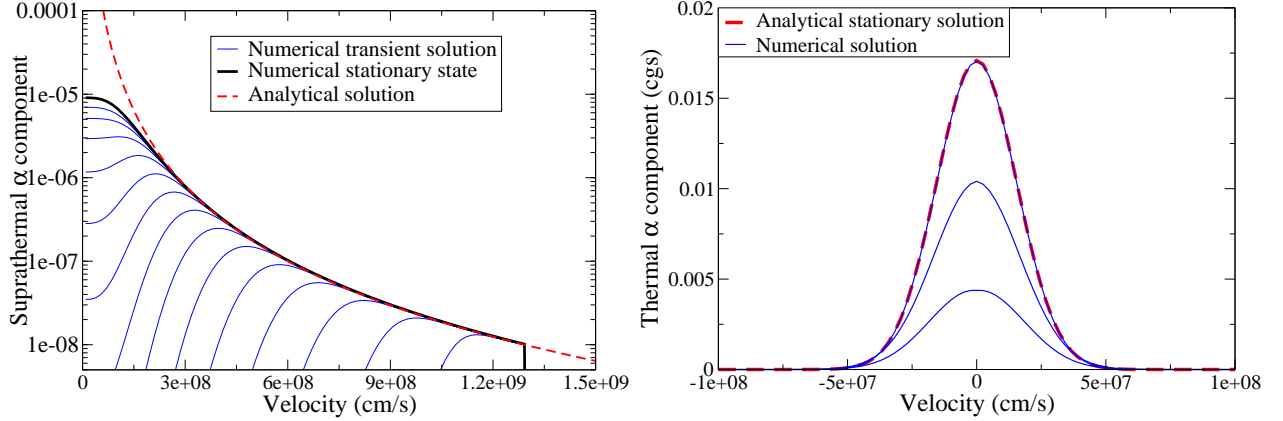 0.0001
1e-05
1e-06
1e-07
1e-08
Suprathermal α component
Numerical transient solution
Numerical stationary state
Analytical solution
0 3e+08 6e+08 9e+08 1.2e+09 1.5e+09
Velocity (cm/s)
0.02
0.015
0.01
0.005
0
Thermal α component (cgs)
Analytical stationary solution
Numerical solution
-1e+08 -5e+07 0 5e+07 1e+08
Velocity (cm/s)